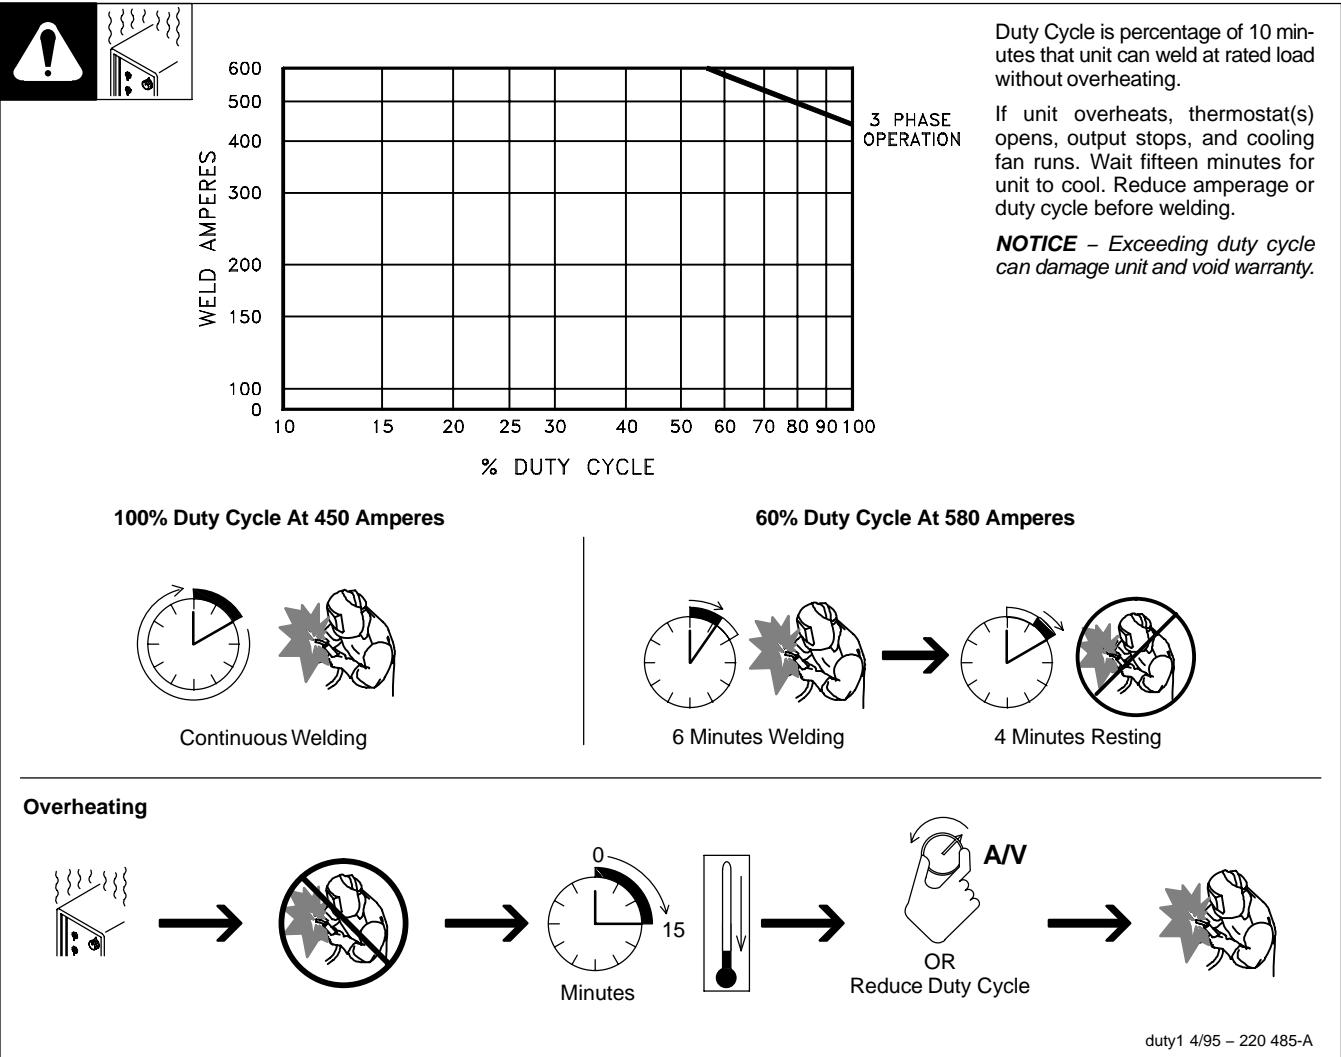 Duty Cycle is percentage of 10 min-
utes that unit can weld at rated load
without overheating.
If unit overheats, thermostat(s)
opens, output stops, and cooling
fan runs. Wait fifteen minutes for
unit to cool. Reduce amperage or
duty cycle before welding.
NOTICE – Exceeding duty cycle
can damage unit and void warranty.
600
500
400
300
200
150
100
0
WELD AMPERES
3 PHASE
OPERATION
10 15 20 25 30 40 50 60 70 80 90 100
% DUTY CYCLE
100% Duty Cycle At 450 Amperes
60% Duty Cycle At 580 Amperes
Continuous Welding
6 Minutes Welding
4 Minutes Resting
Overheating
0
15
Minutes
A/V
OR
Reduce Duty Cycle
duty1 4/95 – 220 485-A